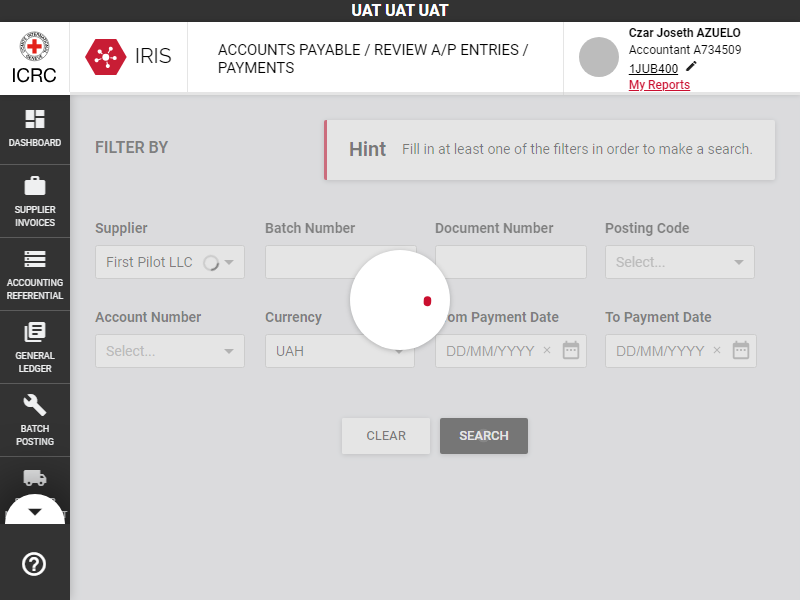 UAT UAT UAT
ICRC
IRIS
ACCOUNTS PAYABLE / REVIEW A/P ENTRIES /
PAYMENTS
Czar Joseth AZUELO
Accountant A734509
1JUB400
My Reports
DASHBOARD
SUPPLIER
INVOICES
ACCOUNTING
REFERENTIAL
GENERAL
LEDGER
BATCH
POSTING
FILTER BY
Hint Fill in at least one of the filters in order to make a search.
Supplier Batch Number Document Number Posting Code
First Pilot LLC Select...
Account Number Currency om Payment Date To Payment Date
Select... UAH DD/MM/YYYY × DD/MM/YYYY ×
CLEAR SEARCH